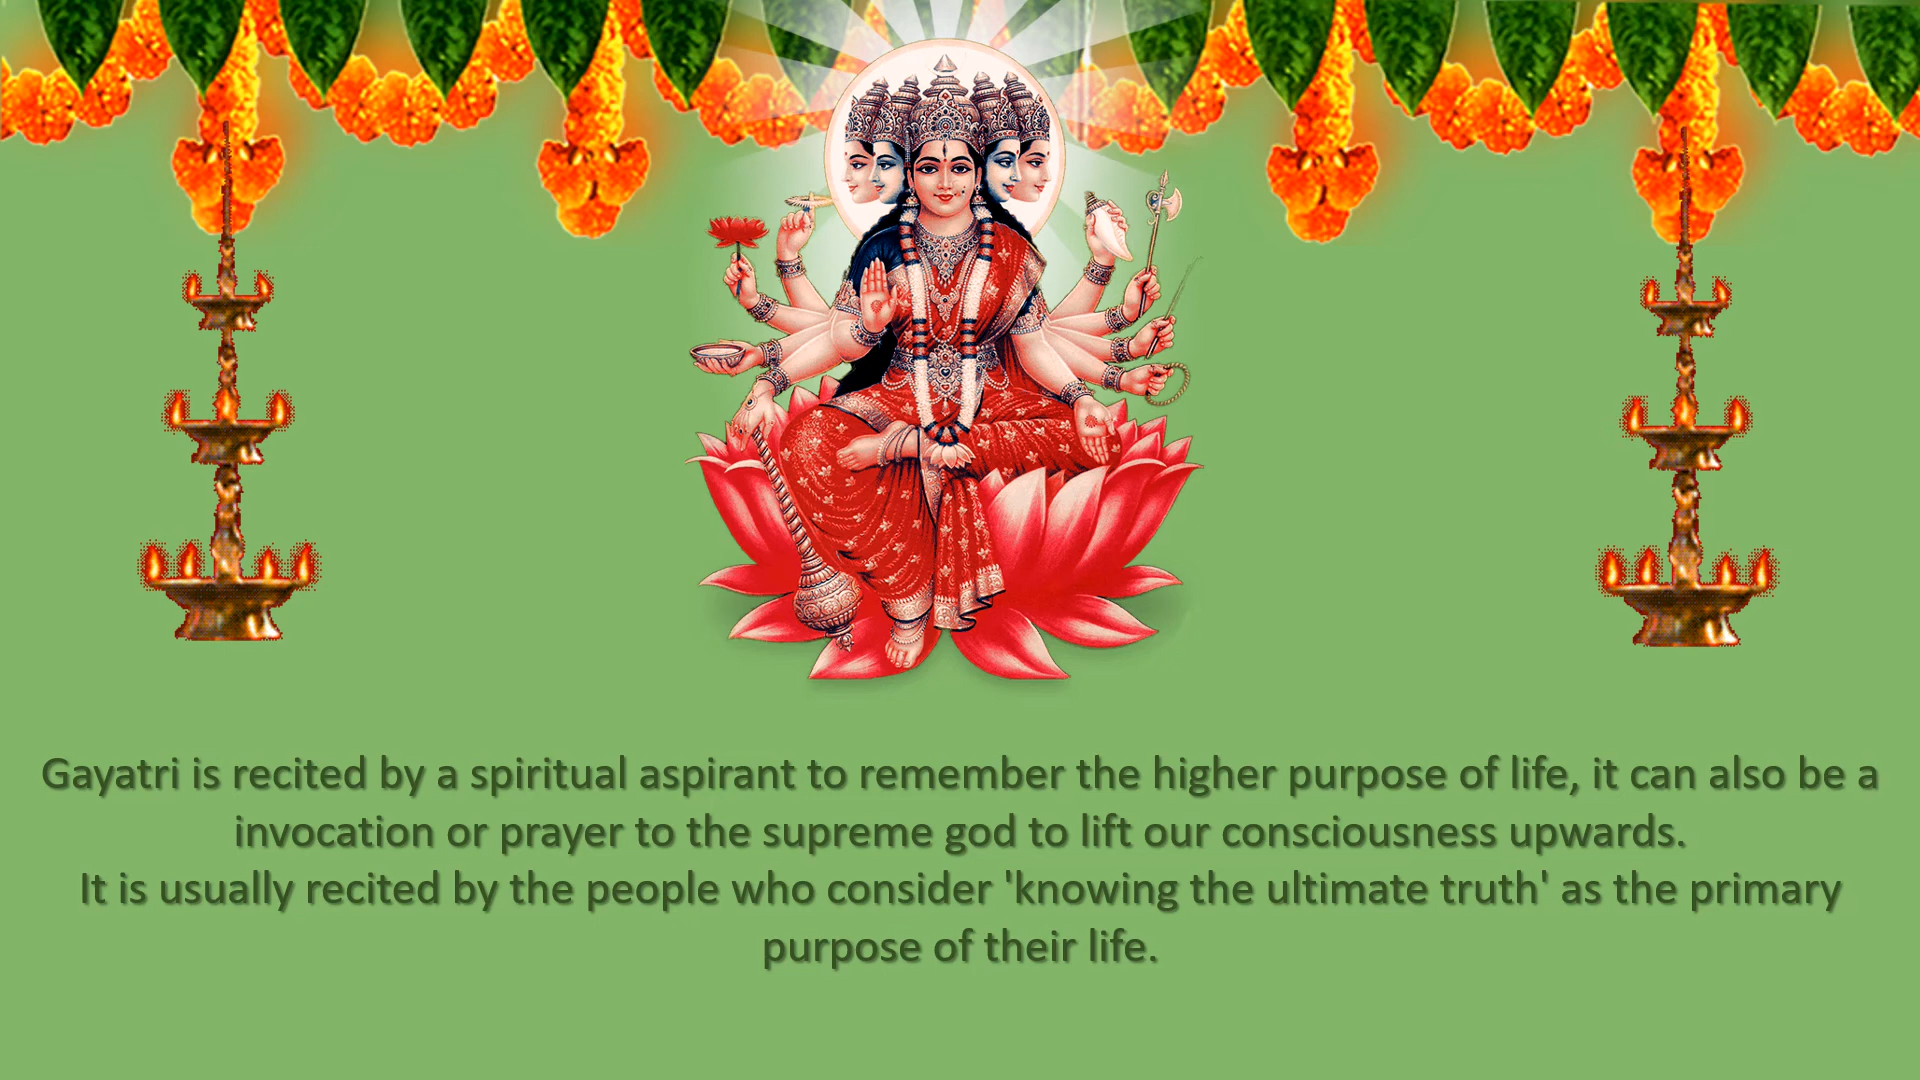 Gayatri is recited by a spiritual aspirant to remember the higher purpose of life, it can also be a
invocation or prayer to the supreme god to lift our consciousness upwards.
It is usually recited by the people who consider 'knowing the ultimate truth' as the primary
purpose of their life.